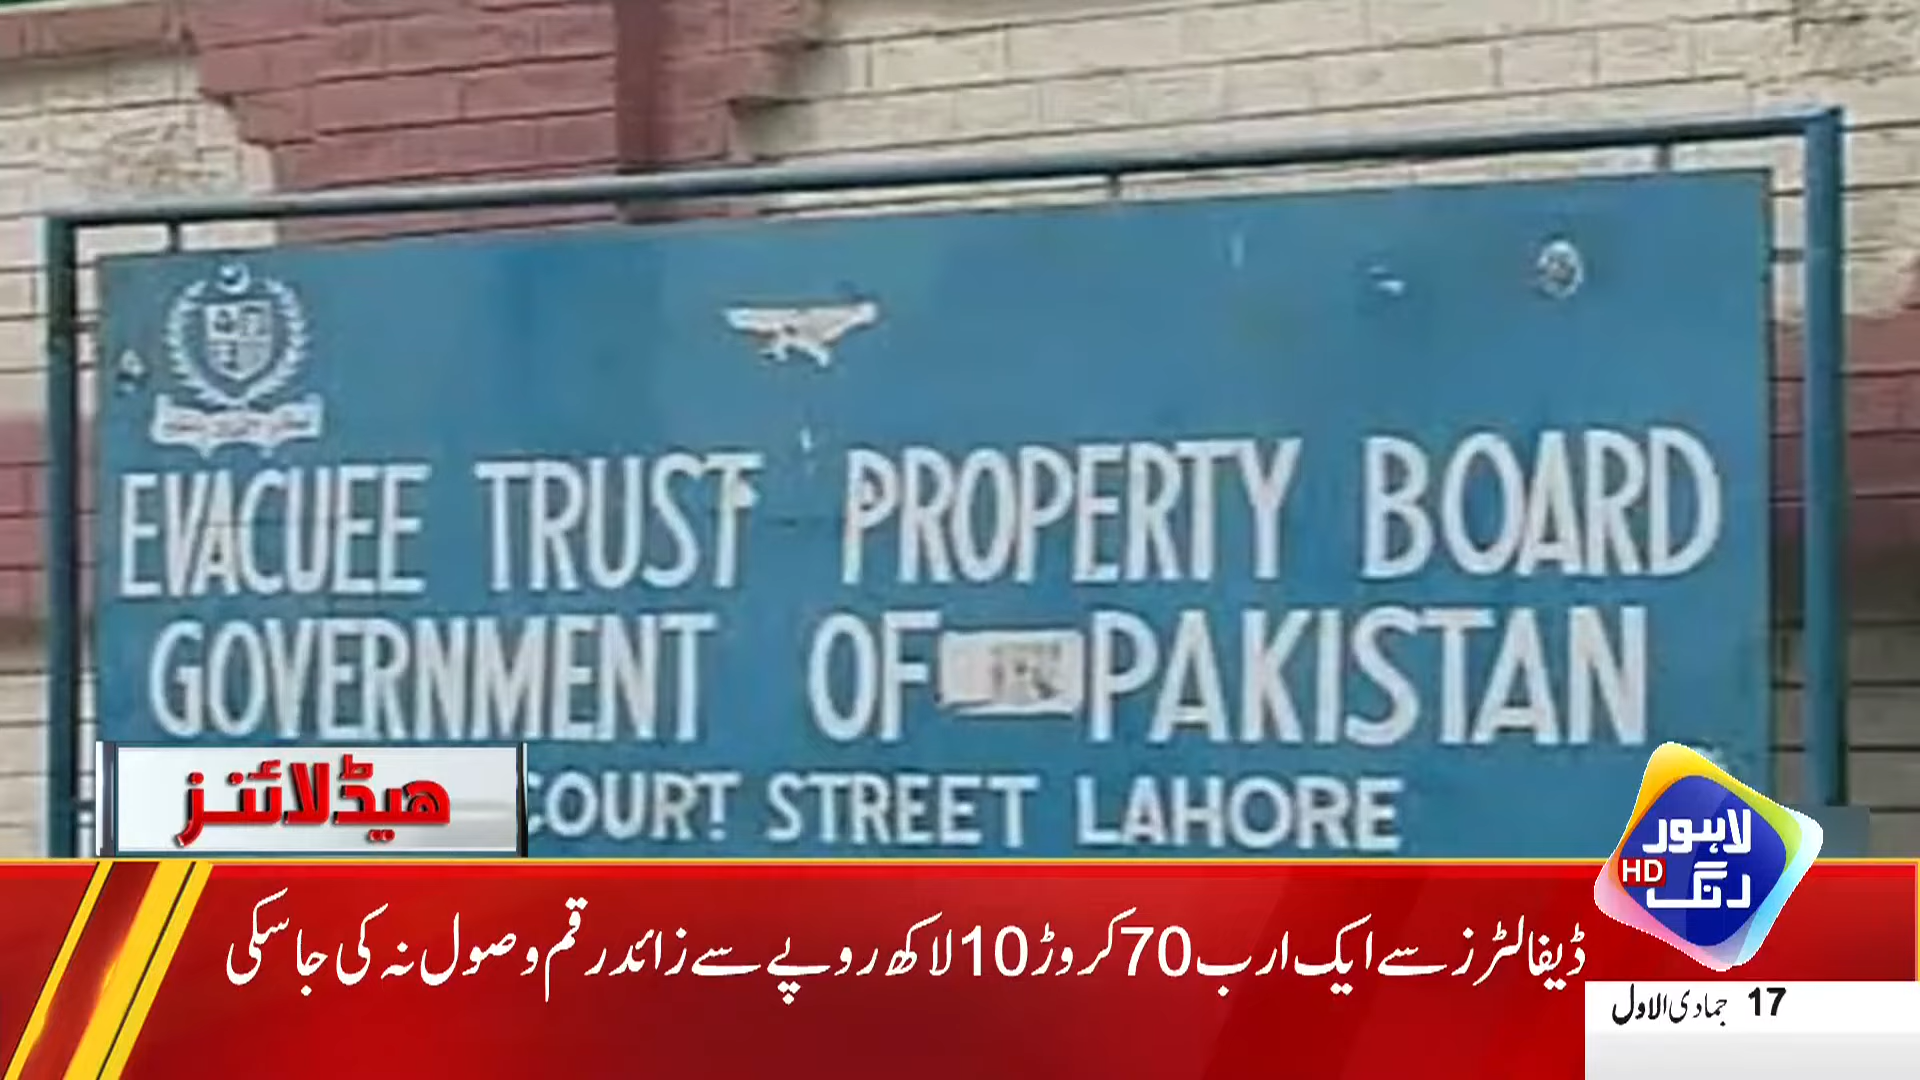 EVACUEE TRUST PROPERTY BOARD
GOVERNMENT OF PAKISTAN
COURT STREET LAHORE
ہیڈلائنز
لاہور
رنگ
HD
ڈیفالٹرز سے ایک ارب 70 کروڑ 10 لاکھ روپے سے زائد رقم وصول نہ کی جا سکی
17 جمادی الاول